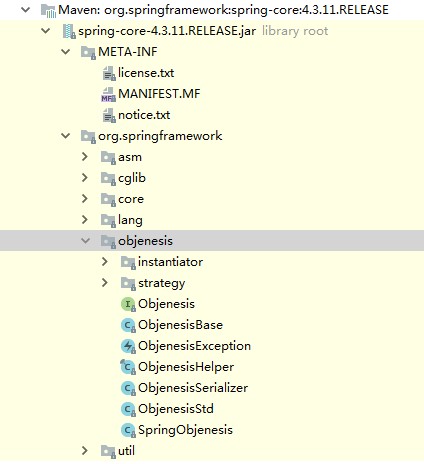 Maven: org.springframework:spring-core:4.3.11.RELEASE
spring-core-4.3.11.RELEASE.jar library root
META-INF
license.txt
MANIFEST.MF
notice.txt
org.springframework
asm
cglib
core
lang
objenesis
instantiator
strategy
Objenesis
ObjenesisBase
ObjenesisException
ObjenesisHelper
ObjenesisSerializer
ObjenesisStd
SpringObjenesis
util